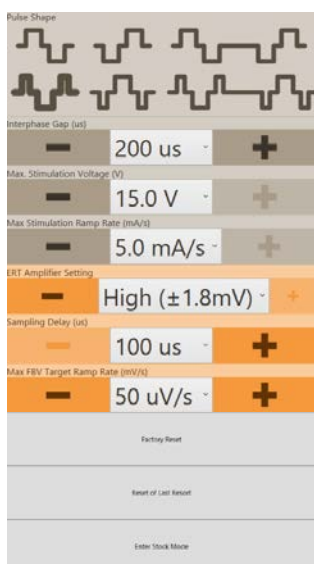 Pulse Shape
Interphase Gap (us)
200 us
Max. Stimulation Voltage (V)
15.0 V
Max Stimulation Ramp Rate (mA/s)
5.0 mA/s
ERT Amplifier Setting
High (±1.8mV)
Sampling Delay (us)
100 us
Max FBV Target Ramp Rate (mV/s)
50 uV/s
Factory Reset
Reset of Last Resort
Enter Stock Mode